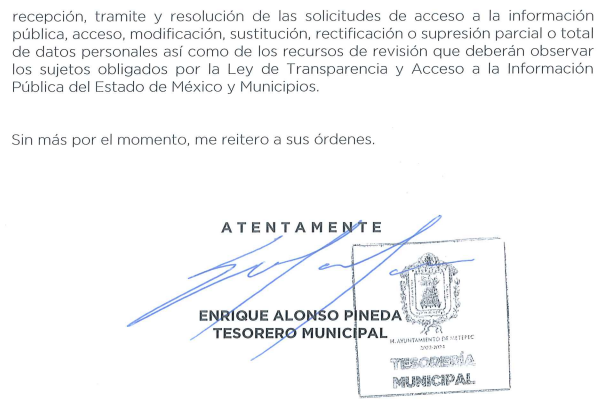 recepción, tramite y resolución de las solicitudes de acceso a la información
pública, acceso, modificación, sustitución, rectificación o supresión parcial o total
de datos personales así como de los recursos de revisión que deberán observar
los sujetos obligados por la Ley de Transparencia y Acceso a la Información
Pública del Estado de México y Municipios.
Sin más por el momento, me reitero a sus órdenes.
ATENTAMENTE
ENRIQUE ALONSO PINEDA
TESORERO MUNICIPAL
H. AYUNTAMIENTO DE METEPEC
TESORERÍA
MUNICIPAL